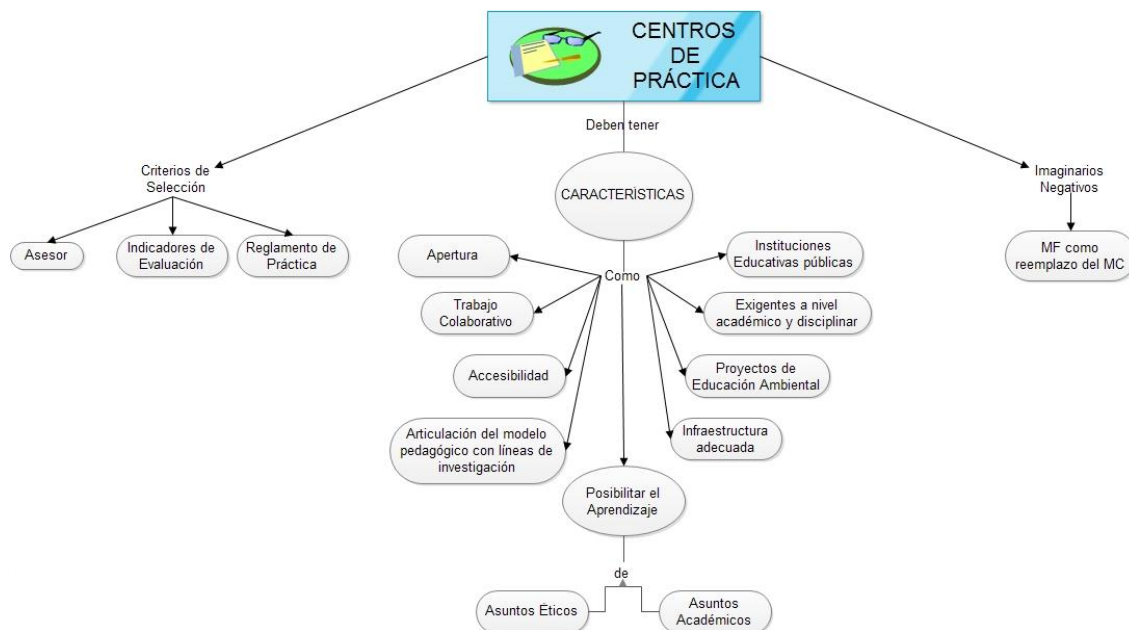 CENTROS
DE
PRÁCTICA
Deben tener
Criterios de
Selección
Imaginarios
Negativos
CARACTERÍSTICAS
Asesor
Indicadores de
Evaluación
Reglamento de
Práctica
Apertura
Como
Instituciones
Educativas públicas
MF como
reemplazo del MC
Trabajo
Colaborativo
Exigentes a nivel
académico y disciplinar
Accesibilidad
Proyectos de
Educación Ambiental
Articulación del modelo
pedagógico con líneas de
investigación
Infraestructura
adecuada
Posibilitar el
Aprendizaje
de
Asuntos Éticos
Asuntos
Académicos